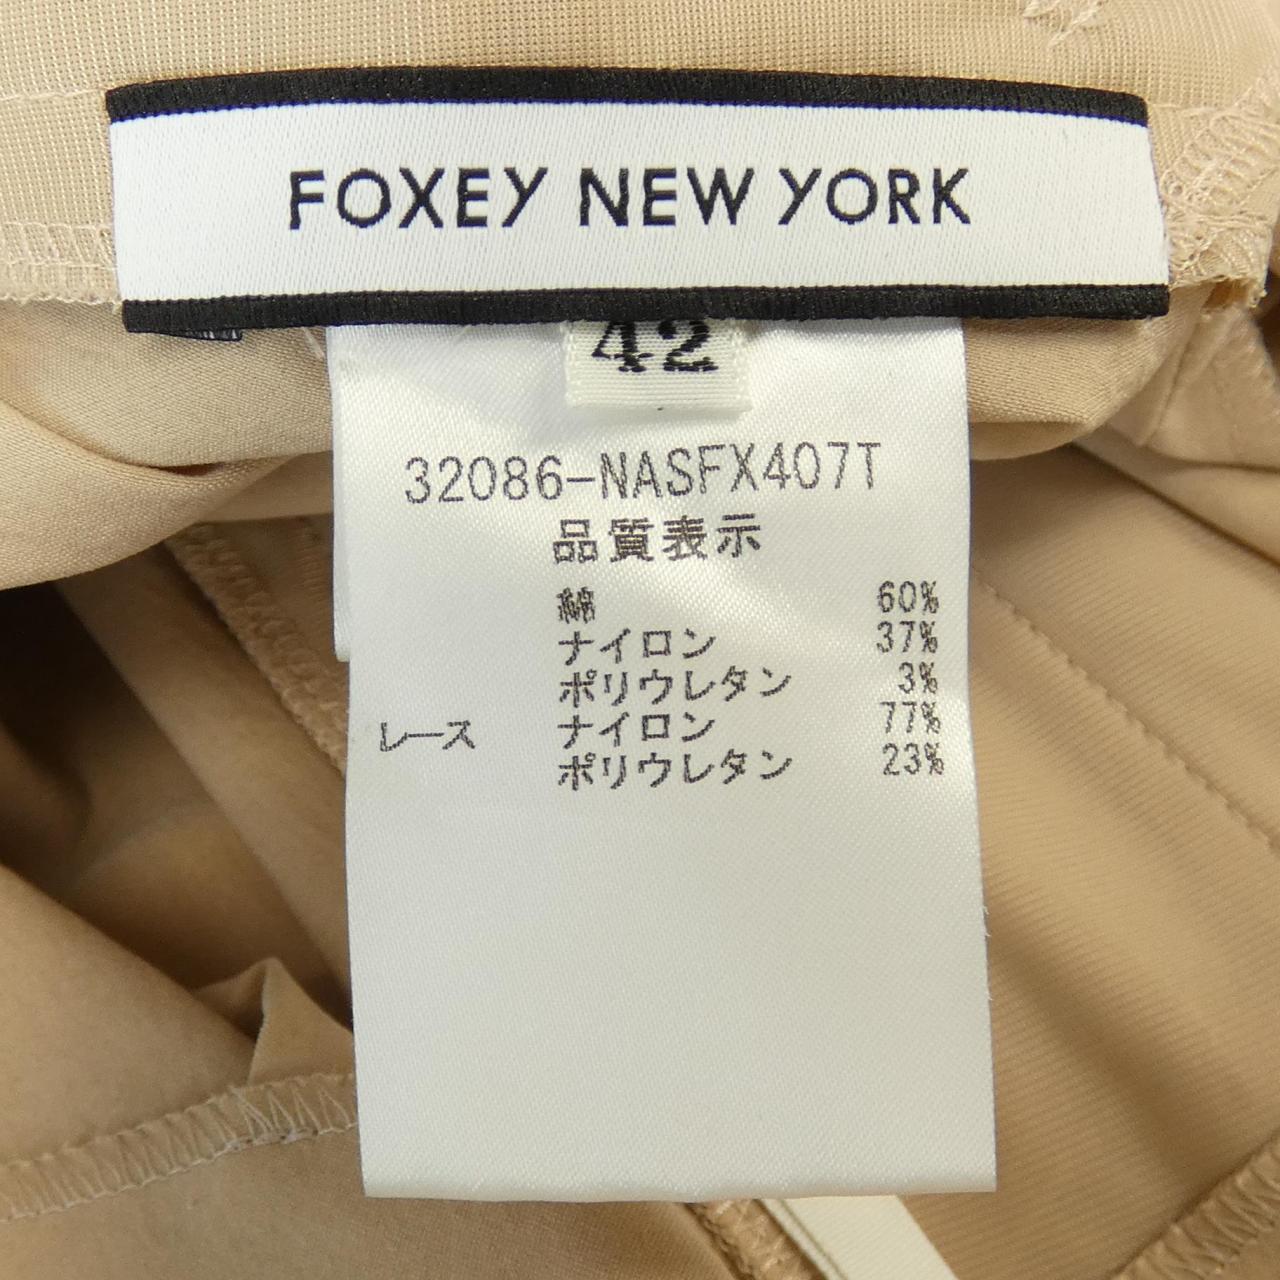 FOXEY NEW YORK
42
32086-NASFX407T
品質表示
綿 60%
ナイロン 37%
ポリウレタン 3%
レース ナイロン 77%
ポリウレタン 23%